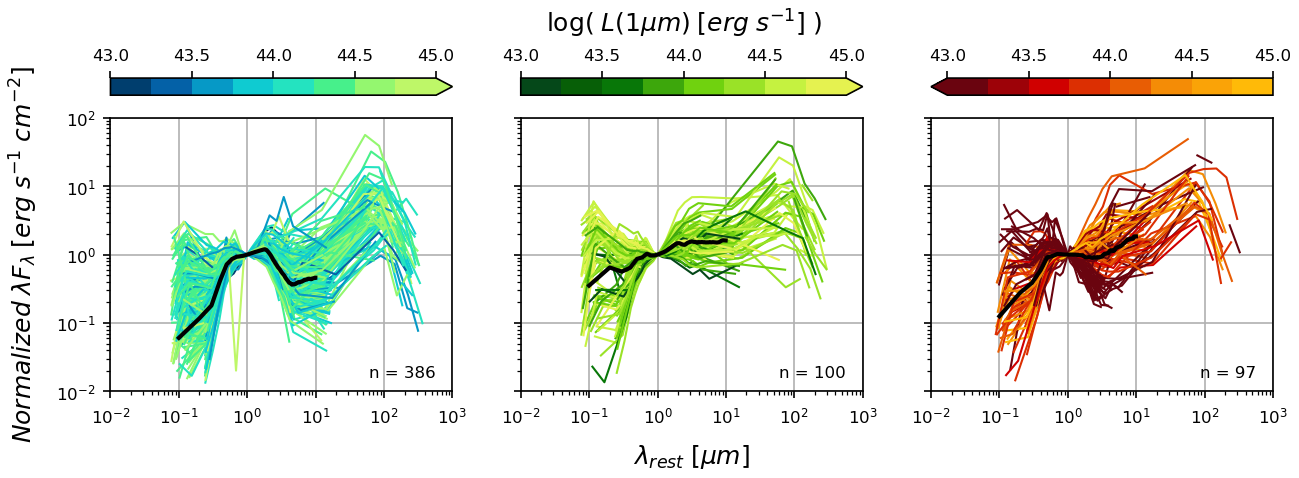 log( L(1μm) [erg s⁻¹] )
43.0 43.5 44.0 44.5 45.0
43.0 43.5 44.0 44.5 45.0
43.0 43.5 44.0 44.5 45.0
Normalized λF_λ [erg s⁻¹ cm⁻²]
10²
10¹
10⁰
10⁻¹
10⁻²
n = 386
n = 100
n = 97
10⁻² 10⁻¹ 10⁰ 10¹ 10² 10³
10⁻² 10⁻¹ 10⁰ 10¹ 10² 10³
10⁻² 10⁻¹ 10⁰ 10¹ 10² 10³
λ_rest [μm]